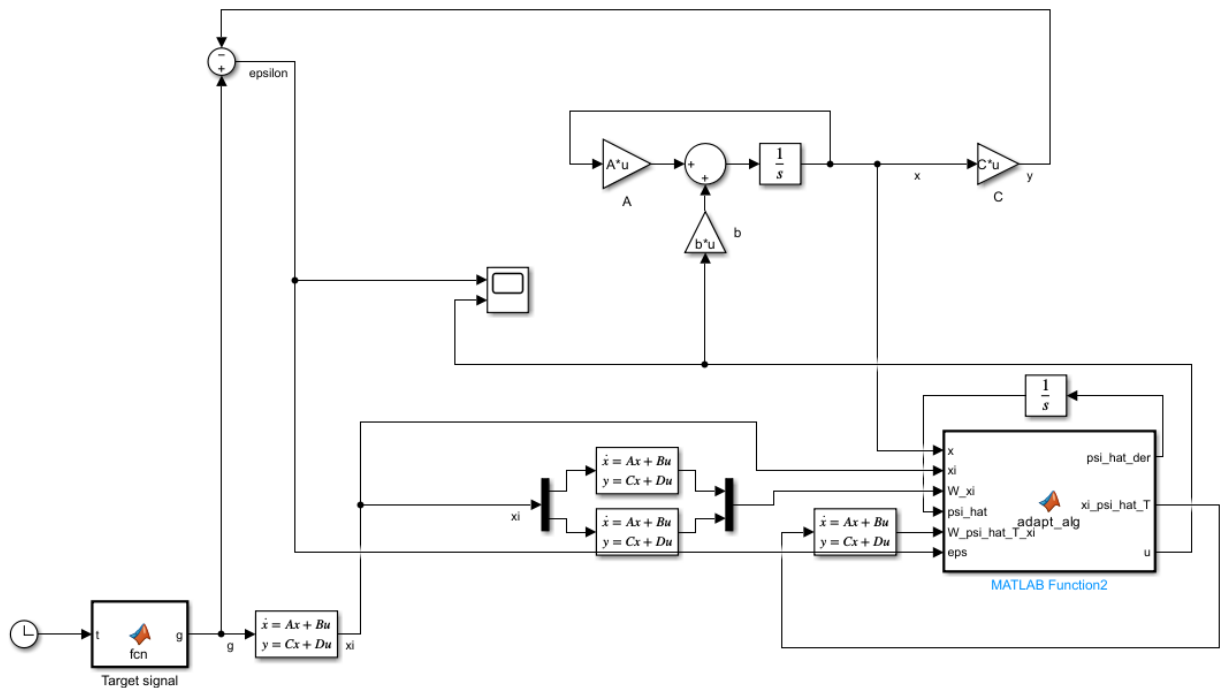 −
+
epsilon
A*u
A
+
+
1
s
x
C*u
y
C
b*u
b
1
s
ẋ = Ax + Bu
y = Cx + Du
xi
ẋ = Ax + Bu
y = Cx + Du
ẋ = Ax + Bu
y = Cx + Du
x
xi
W_xi
psi_hat
W_psi_hat_T_xi
eps
adapt_alg
psi_hat_der
xi_psi_hat_T
u
MATLAB Function2
t
fcn
g
Target signal
g
ẋ = Ax + Bu
y = Cx + Du
xi